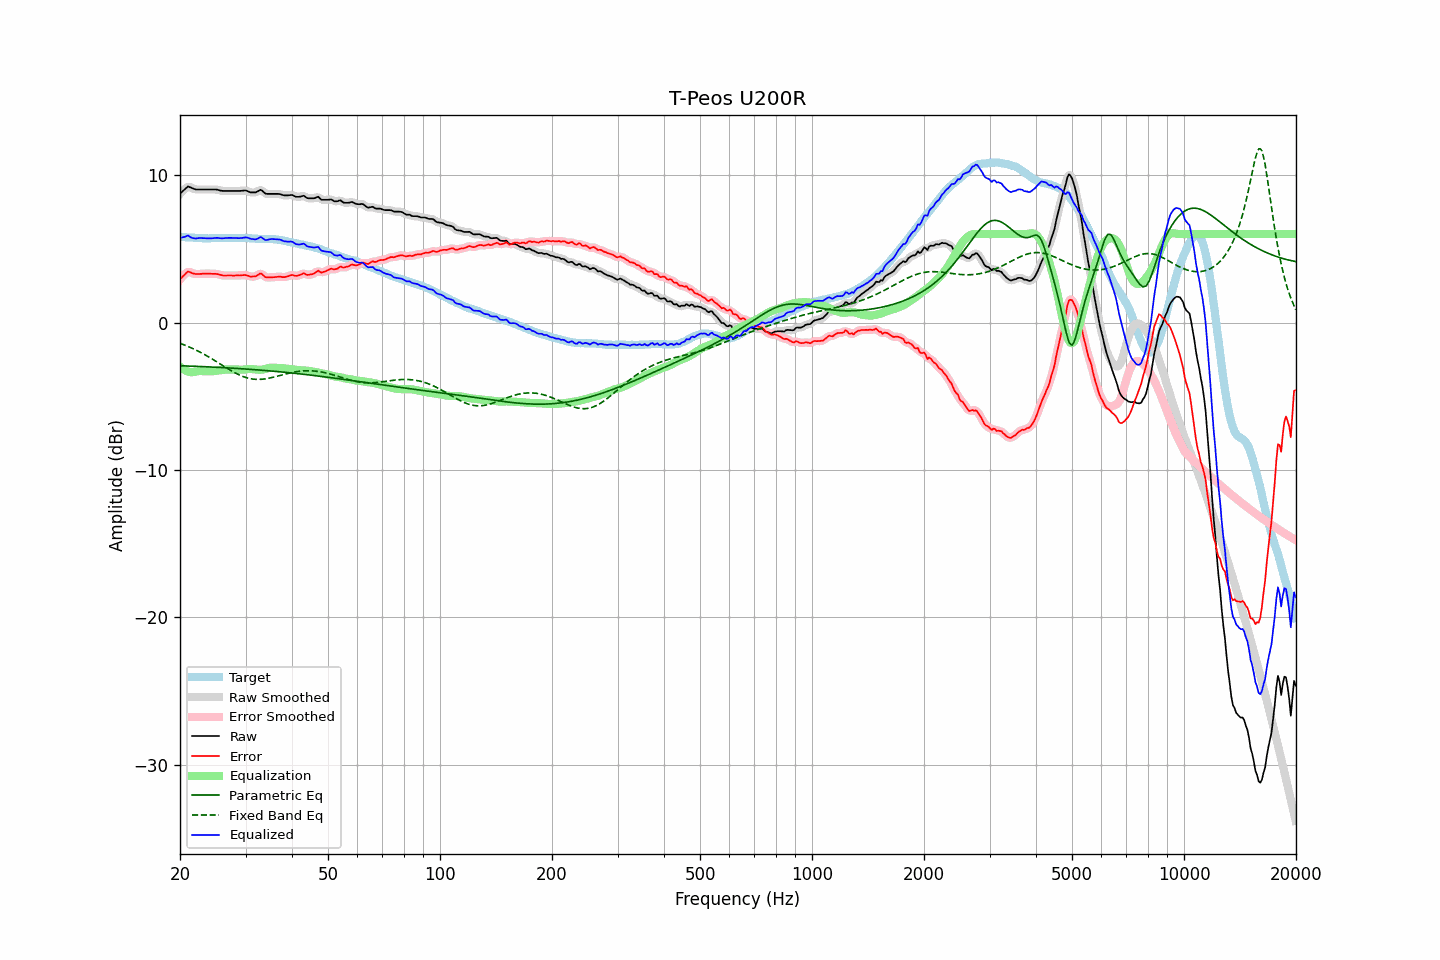 T-Peos U200R
10
0
−10
−20
−30
Amplitude (dBr)
20
50
100
200
500
1000
2000
5000
10000
20000
Frequency (Hz)
Target
Raw Smoothed
Error Smoothed
Raw
Error
Equalization
Parametric Eq
Fixed Band Eq
Equalized